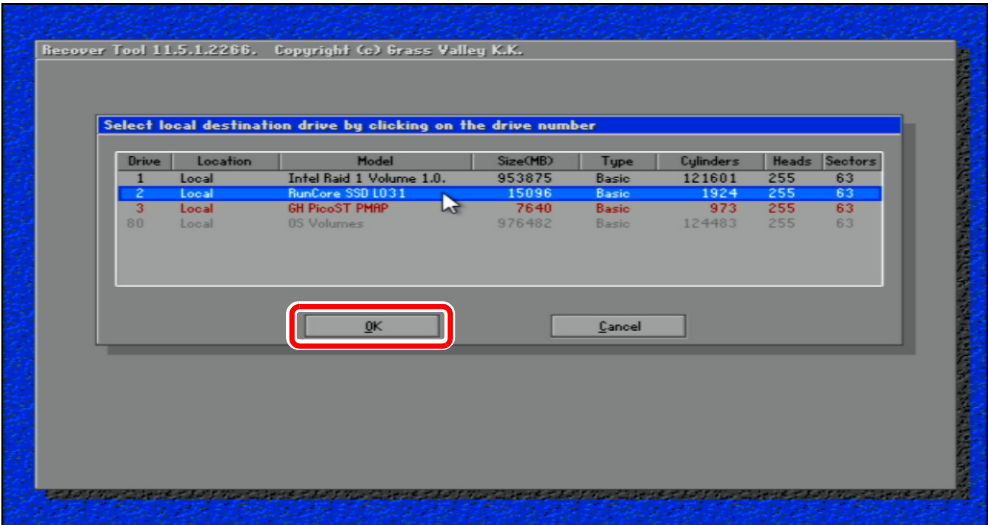 Recover Tool 11.5.1.2266. Copyright (c) Grass Valley K.K.
Select local destination drive by clicking on the drive number
Drive Location Model Size(MB) Type Cylinders Heads Sectors
1 Local Intel Raid 1 Volume 1.0. 953875 Basic 121601 255 63
2 Local RunCore SSD L031 15096 Basic 1924 255 63
3 Local GH PicoST PMAP 7640 Basic 973 255 63
80 Local OS Volumes 976482 Basic 124483 255 63
OK Cancel